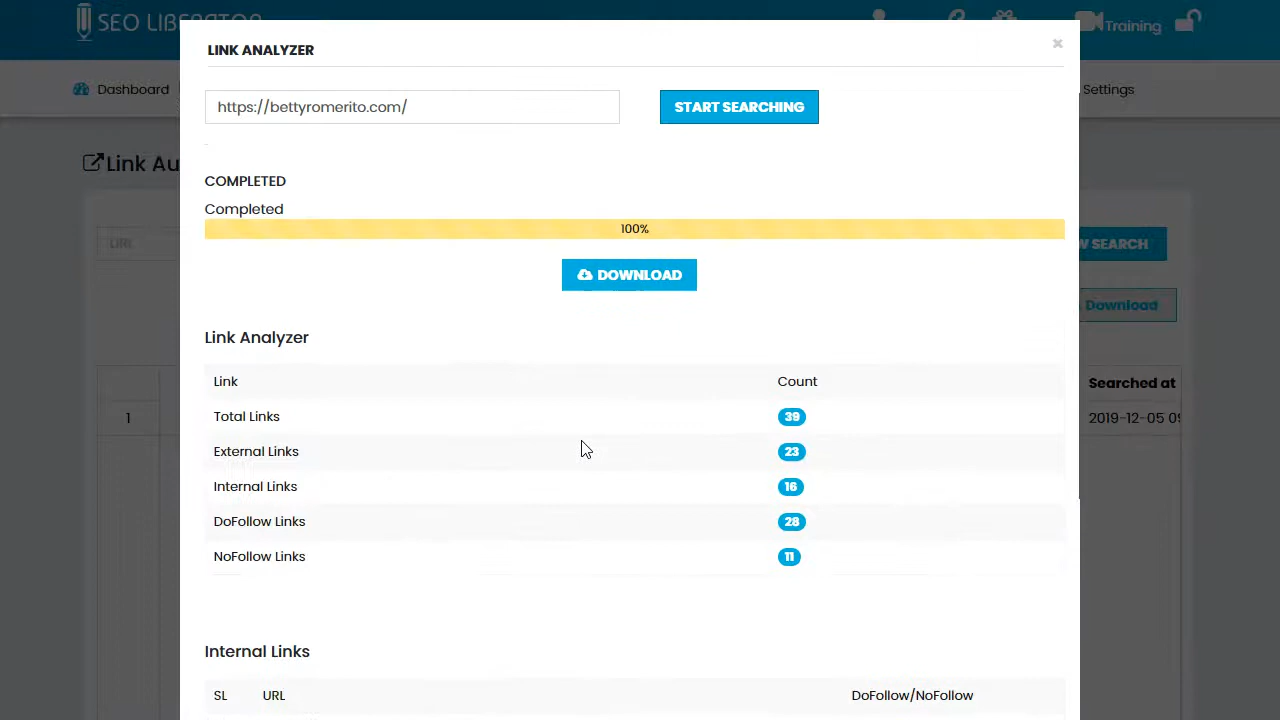 SEO LIBERATOR
Training
LINK ANALYZER
×
Dashboard
Settings
https://bettyromerito.com/
START SEARCHING
Link Au
COMPLETED
Completed
100%
URL
W SEARCH
DOWNLOAD
Download
Link Analyzer
Link Count
Searched at
Total Links 39
1
2019-12-05 09
External Links 23
Internal Links 16
DoFollow Links 28
NoFollow Links 11
Internal Links
SL URL DoFollow/NoFollow